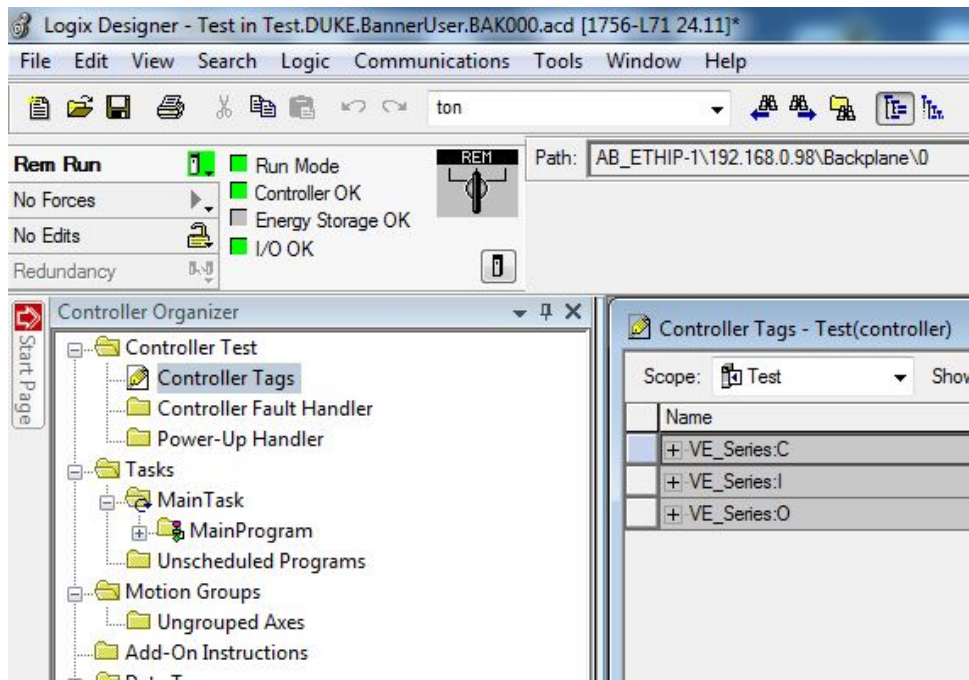 Logix Designer - Test in Test.DUKE.BannerUser.BAK000.acd [1756-L71 24.11]*
File Edit View Search Logic Communications Tools Window Help
ton
Rem Run
No Forces
No Edits
Redundancy
Run Mode
Controller OK
Energy Storage OK
I/O OK
REM
Path: AB_ETHIP-1\192.168.0.98\Backplane\0
Start Page
Controller Organizer
Controller Test
Controller Tags
Controller Fault Handler
Power-Up Handler
Tasks
MainTask
MainProgram
Unscheduled Programs
Motion Groups
Ungrouped Axes
Add-On Instructions
Controller Tags - Test(controller)
Scope: Test Show
Name
VE_Series:C
VE_Series:I
VE_Series:O